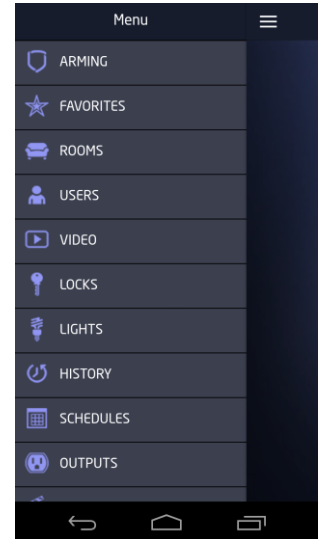 Menu
ARMING
FAVORITES
ROOMS
USERS
VIDEO
LOCKS
LIGHTS
HISTORY
SCHEDULES
OUTPUTS